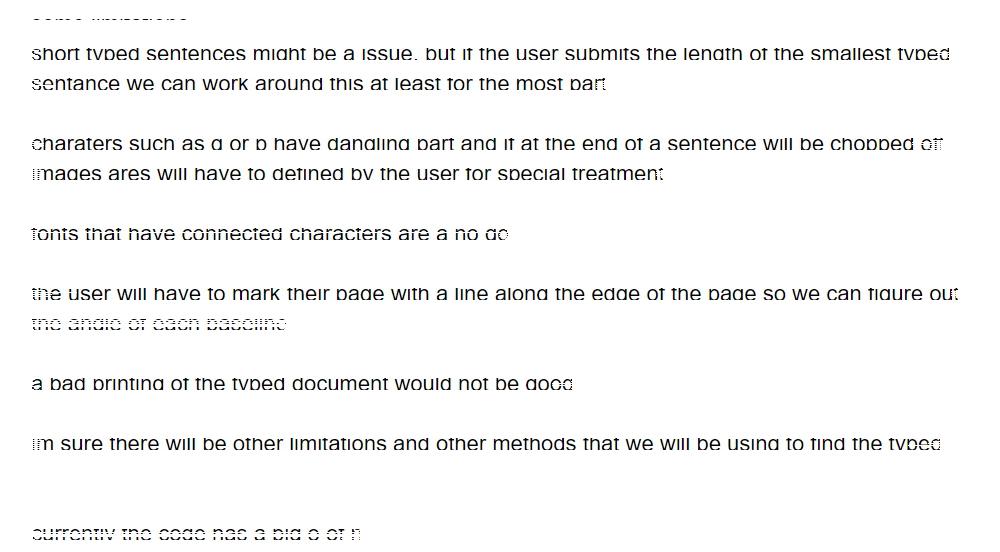 some limitations
short typed sentences might be a issue. but if the user submits the length of the smallest typed
sentance we can work around this at least for the most part
charaters such as g or p have dangling part and if at the end of a sentence will be chopped off
images ares will have to defined by the user for special treatment
fonts that have connected characters are a no go
the user will have to mark their page with a line along the edge of the page so we can figure out
the angle of each baseline
a bad printing of the typed document would not be good
im sure there will be other limitations and other methods that we will be using to find the typed
currently the code has a big o of n